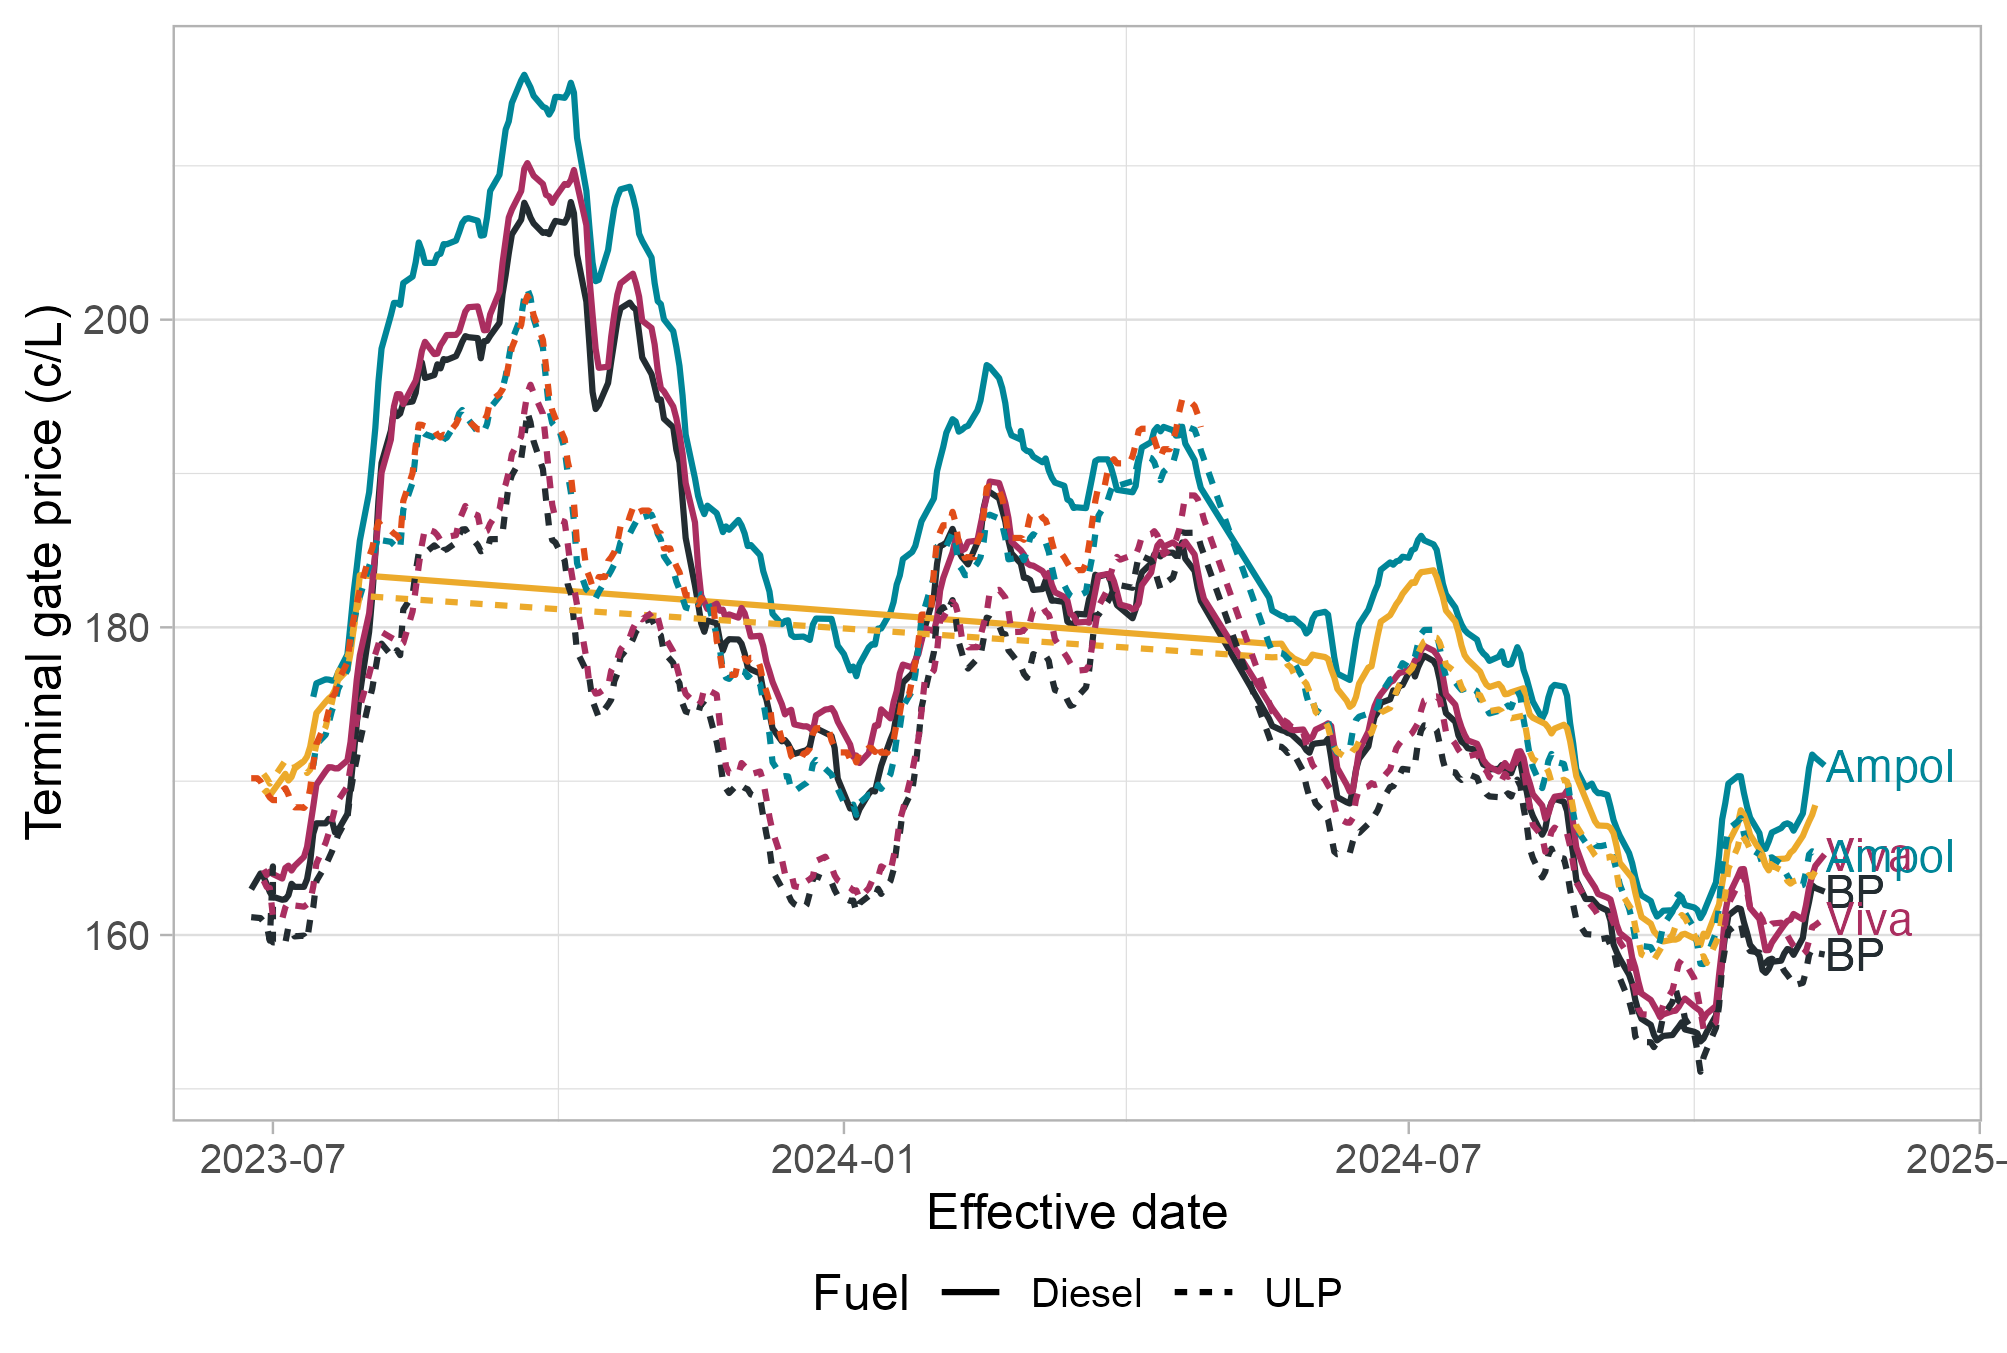 Terminal gate price (c/L)
200
180
160
Ampol
Viva
Ampol
BP
Viva
BP
2023-07
2024-01
2024-07
2025-
Effective date
Fuel
Diesel
ULP